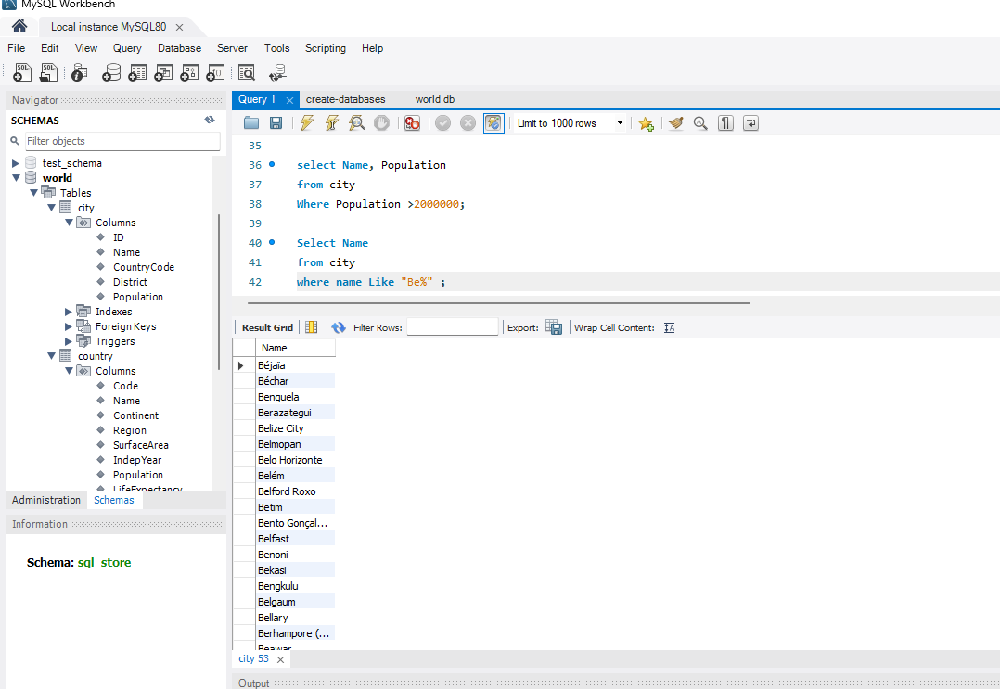 MySQL Workbench
Local instance MySQL80
File Edit View Query Database Server Tools Scripting Help
Navigator
SCHEMAS
Filter objects
test_schema
world
Tables
city
Columns
ID
Name
CountryCode
District
Population
Indexes
Foreign Keys
Triggers
country
Columns
Code
Name
Continent
Region
SurfaceArea
IndepYear
Population
LifeExpectancy
Administration Schemas
Information
Schema: sql_store
Query 1 create-databases world db
Limit to 1000 rows
35
36 select Name, Population
37 from city
38 Where Population >2000000;
39
40 Select Name
41 from city
42 where name Like "Be%" ;
Result Grid Filter Rows: Export: Wrap Cell Content:
Name
Béjaïa
Béchar
Benguela
Berazategui
Belize City
Belmopan
Belo Horizonte
Belém
Belford Roxo
Betim
Bento Gonçal...
Belfast
Benoni
Bekasi
Bengkulu
Belgaum
Bellary
Berhampore (...
Beawar
city 53
Output